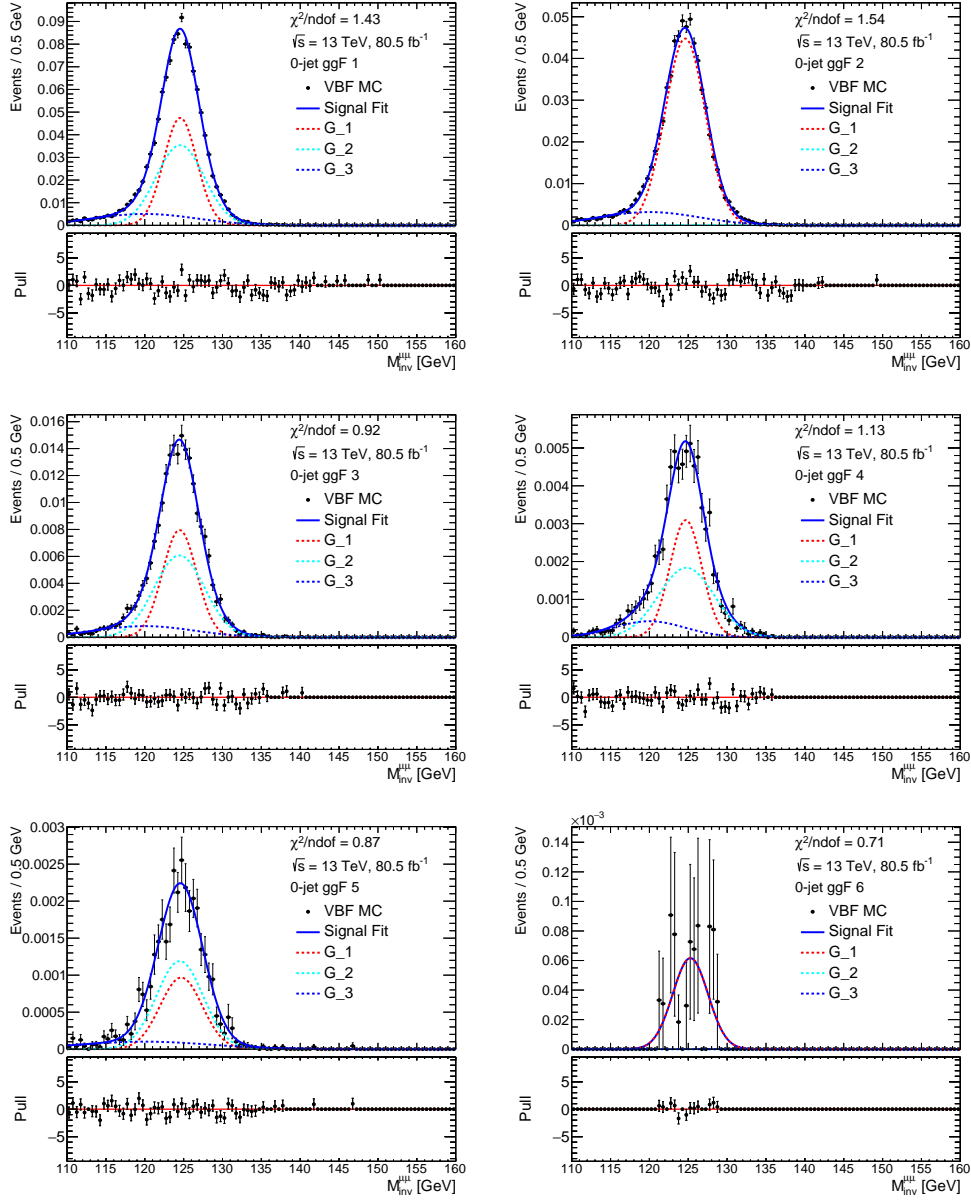 Events / 0.5 GeV
0.09
0.08
0.07
0.06
0.05
0.04
0.03
0.02
0.01
0
χ²/ndof = 1.43
√s = 13 TeV, 80.5 fb⁻¹
0-jet ggF 1
VBF MC
Signal Fit
G_1
G_2
G_3
Pull
5
0
−5
110 115 120 125 130 135 140 145 150 155 160
M^μμ_inv [GeV]
Events / 0.5 GeV
0.05
0.04
0.03
0.02
0.01
0
χ²/ndof = 1.54
√s = 13 TeV, 80.5 fb⁻¹
0-jet ggF 2
VBF MC
Signal Fit
G_1
G_2
G_3
Pull
5
0
−5
110 115 120 125 130 135 140 145 150 155 160
M^μμ_inv [GeV]
Events / 0.5 GeV
0.016
0.014
0.012
0.01
0.008
0.006
0.004
0.002
0
χ²/ndof = 0.92
√s = 13 TeV, 80.5 fb⁻¹
0-jet ggF 3
VBF MC
Signal Fit
G_1
G_2
G_3
Pull
5
0
−5
110 115 120 125 130 135 140 145 150 155 160
M^μμ_inv [GeV]
Events / 0.5 GeV
0.005
0.004
0.003
0.002
0.001
0
χ²/ndof = 1.13
√s = 13 TeV, 80.5 fb⁻¹
0-jet ggF 4
VBF MC
Signal Fit
G_1
G_2
G_3
Pull
5
0
−5
110 115 120 125 130 135 140 145 150 155 160
M^μμ_inv [GeV]
Events / 0.5 GeV
0.003
0.0025
0.002
0.0015
0.001
0.0005
0
χ²/ndof = 0.87
√s = 13 TeV, 80.5 fb⁻¹
0-jet ggF 5
VBF MC
Signal Fit
G_1
G_2
G_3
Pull
5
0
−5
110 115 120 125 130 135 140 145 150 155 160
M^μμ_inv [GeV]
×10⁻³
Events / 0.5 GeV
0.14
0.12
0.1
0.08
0.06
0.04
0.02
0
χ²/ndof = 0.71
√s = 13 TeV, 80.5 fb⁻¹
0-jet ggF 6
VBF MC
Signal Fit
G_1
G_2
G_3
Pull
5
0
−5
110 115 120 125 130 135 140 145 150 155 160
M^μμ_inv [GeV]